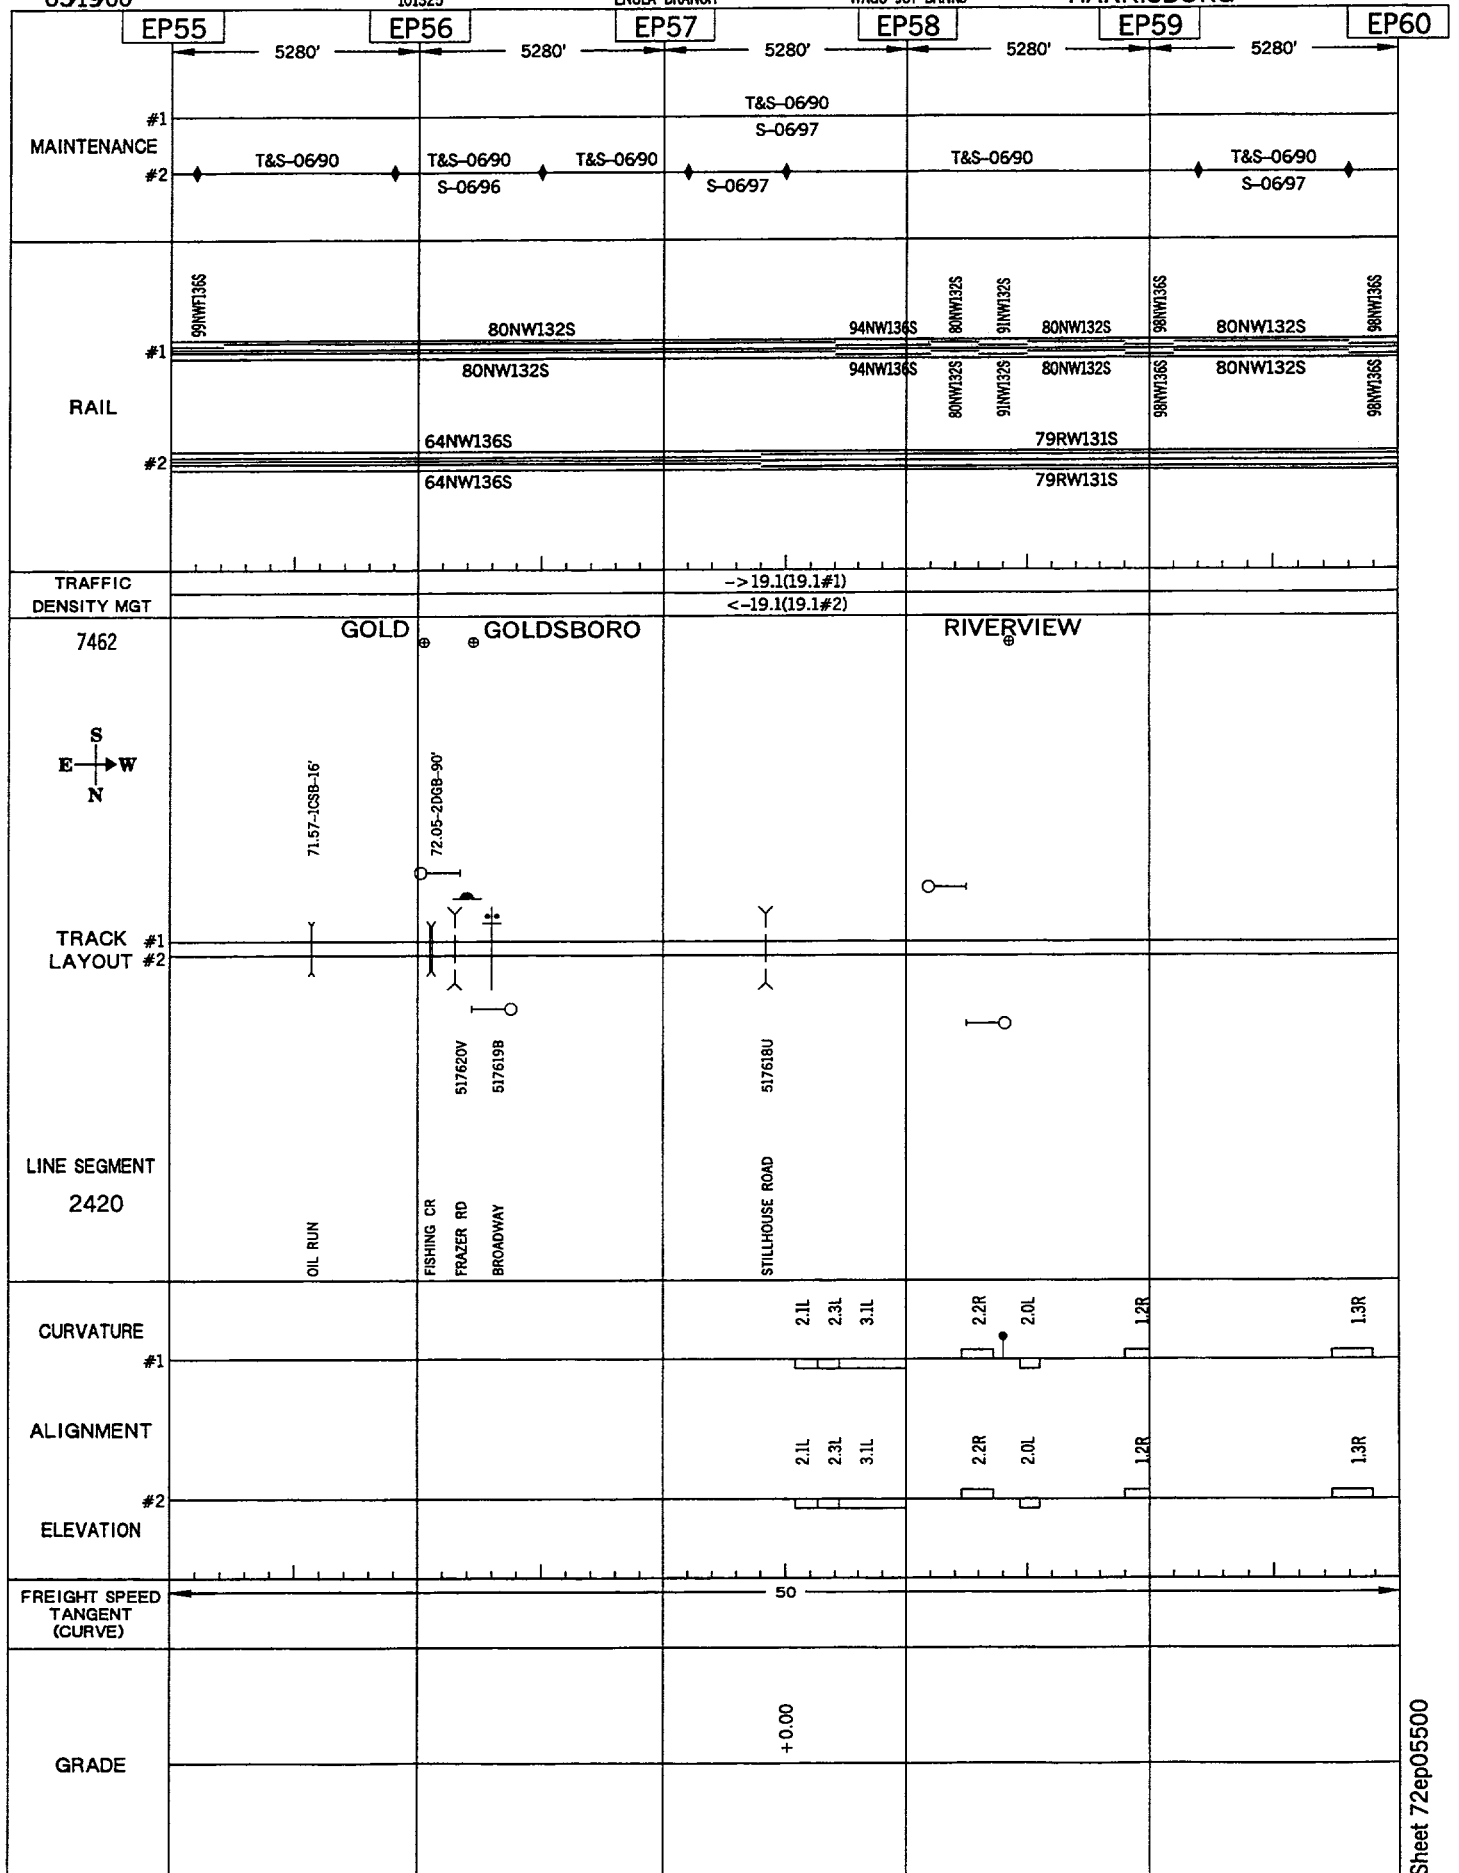 EP55 EP56 EP57 EP58 EP59 EP60
5280' 5280' 5280' 5280' 5280'
T&S-06/90
#1
S-06/97
MAINTENANCE
T&S-06/90 T&S-06/90 T&S-06/90 T&S-06/90 T&S-06/90
#2
S-06/96 S-06/97 S-06/97
99NWF136S 80NW132S 94NW136S 80NW132S 91NW132S 80NW132S 98NW136S 80NW132S 98NW136S
#1
80NW132S 94NW136S 80NW132S 91NW132S 80NW132S 98NW136S 80NW132S 98NW136S
RAIL
64NW136S 79RW131S
#2
64NW136S 79RW131S
TRAFFIC
->19.1(19.1#1)
DENSITY MGT
<-19.1(19.1#2)
GOLD GOLDSBORO RIVERVIEW
7462
S
E W
N
71.57-1CSB-16' 72.05-2DGB-90'
TRACK #1
LAYOUT #2
517620V 517619B 517618U
LINE SEGMENT
2420
OIL RUN FISHING CR FRAZER RD BROADWAY STILLHOUSE ROAD
2.1L 2.3L 3.1L 2.2R 2.0L 1.2R 1.3R
CURVATURE
#1
ALIGNMENT
2.1L 2.3L 3.1L 2.2R 2.0L 1.2R 1.3R
#2
ELEVATION
FREIGHT SPEED
50
TANGENT
(CURVE)
+0.00
GRADE
Sheet 72ep05500